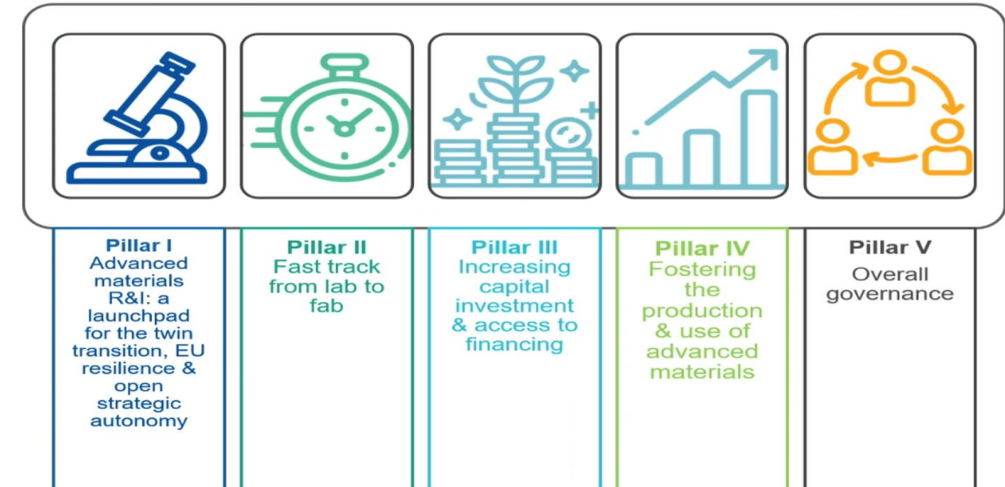 Pillar I
Advanced
materials
R&I: a
launchpad
for the twin
transition, EU
resilience &
open
strategic
autonomy
Pillar II
Fast track
from lab to
fab
Pillar III
Increasing
capital
investment
& access to
financing
Pillar IV
Fostering
the
production
& use of
advanced
materials
Pillar V
Overall
governance